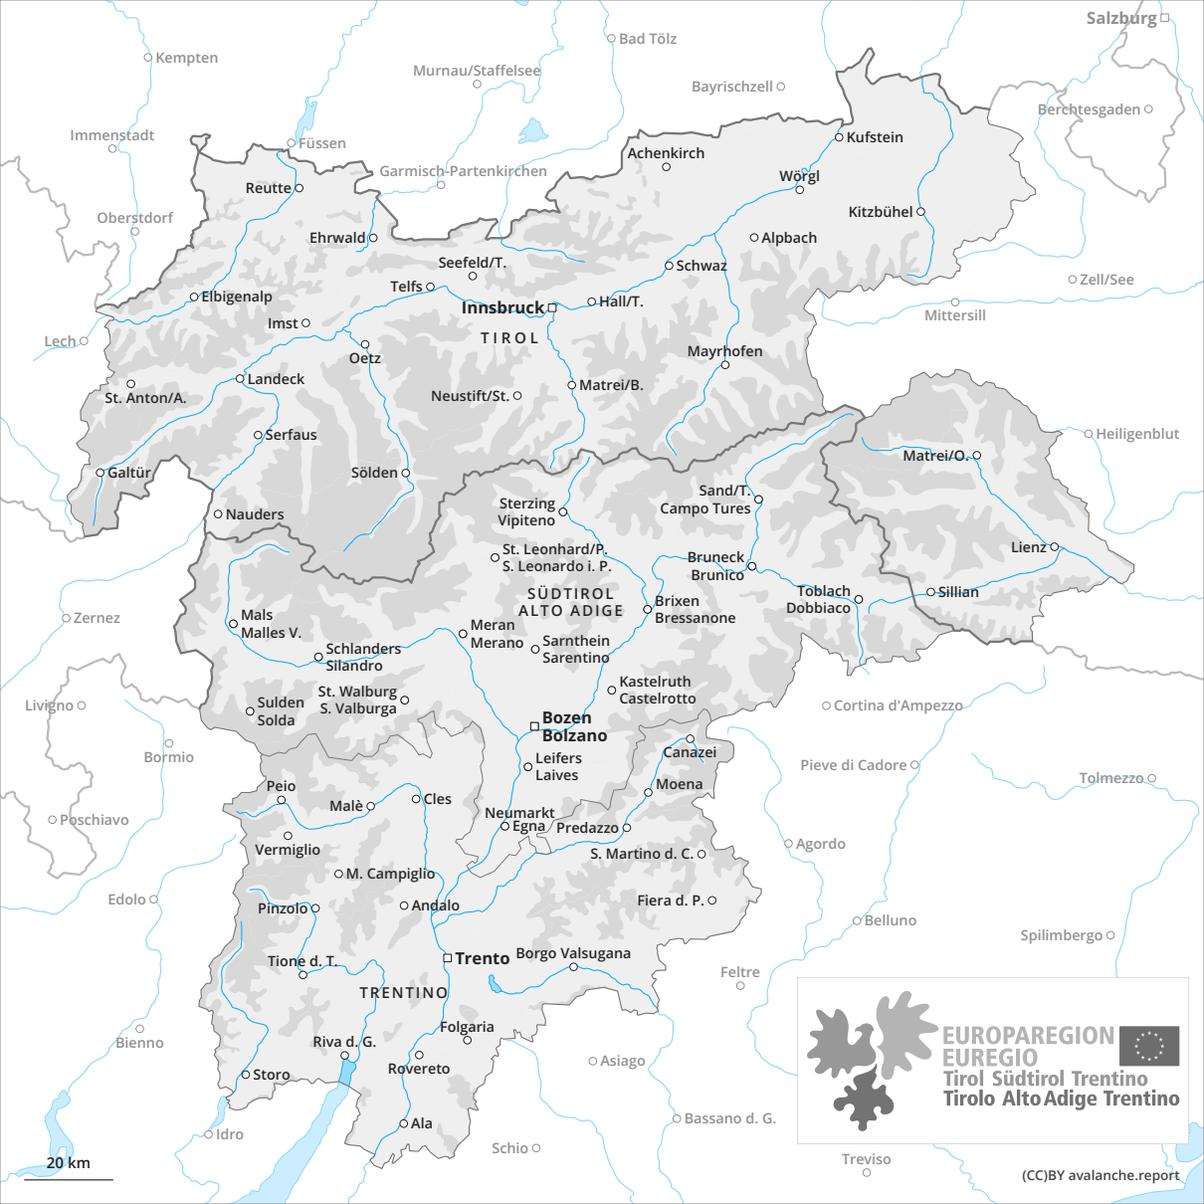 Salzburg
Bad Tölz
Kempten
Murnau/Staffelsee
Bayrischzell
Berchtesgaden
Immenstadt
Füssen
Kufstein
Achenkirch
Garmisch-Partenkirchen
Wörgl
Reutte
Oberstdorf
Kitzbühel
Ehrwald
Alpbach
Seefeld/T.
Schwaz
Zell/See
Telfs
Elbigenalp
Hall/T.
Innsbruck
Mittersill
Imst
TIROL
Lech
Oetz
Mayrhofen
Landeck
Matrei/B.
St. Anton/A.
Neustift/St.
Serfaus
Heiligenblut
Matrei/O.
Galtür
Sölden
Sand/T.
Campo Tures
Sterzing
Vipiteno
Nauders
St. Leonhard/P.
S. Leonardo i. P.
Lienz
Bruneck
Brunico
SÜDTIROL
ALTO ADIGE
Toblach
Dobbiaco
Sillian
Brixen
Bressanone
Zernez
Mals
Malles V.
Meran
Merano
Sarnthein
Sarentino
Schlanders
Silandro
Kastelruth
Castelrotto
St. Walburg
S. Valburga
Livigno
Sulden
Solda
Cortina d'Ampezzo
Bozen
Bolzano
Canazei
Bormio
Leifers
Laives
Pieve di Cadore
Tolmezzo
Peio
Moena
Malè
Cles
Neumarkt
Egna
Predazzo
Poschiavo
Vermiglio
Agordo
S. Martino d. C.
M. Campiglio
Edolo
Pinzolo
Andalo
Fiera d. P.
Belluno
Spilimbergo
Trento
Borgo Valsugana
Tione d. T.
Feltre
TRENTINO
Folgaria
Bienno
Riva d. G.
Rovereto
Asiago
Storo
EUROPAREGION
EUREGIO
Tirol Südtirol Trentino
Tirolo Alto Adige Trentino
Ala
Bassano d. G.
Idro
Schio
Treviso
20 km
(CC)BY avalanche.report